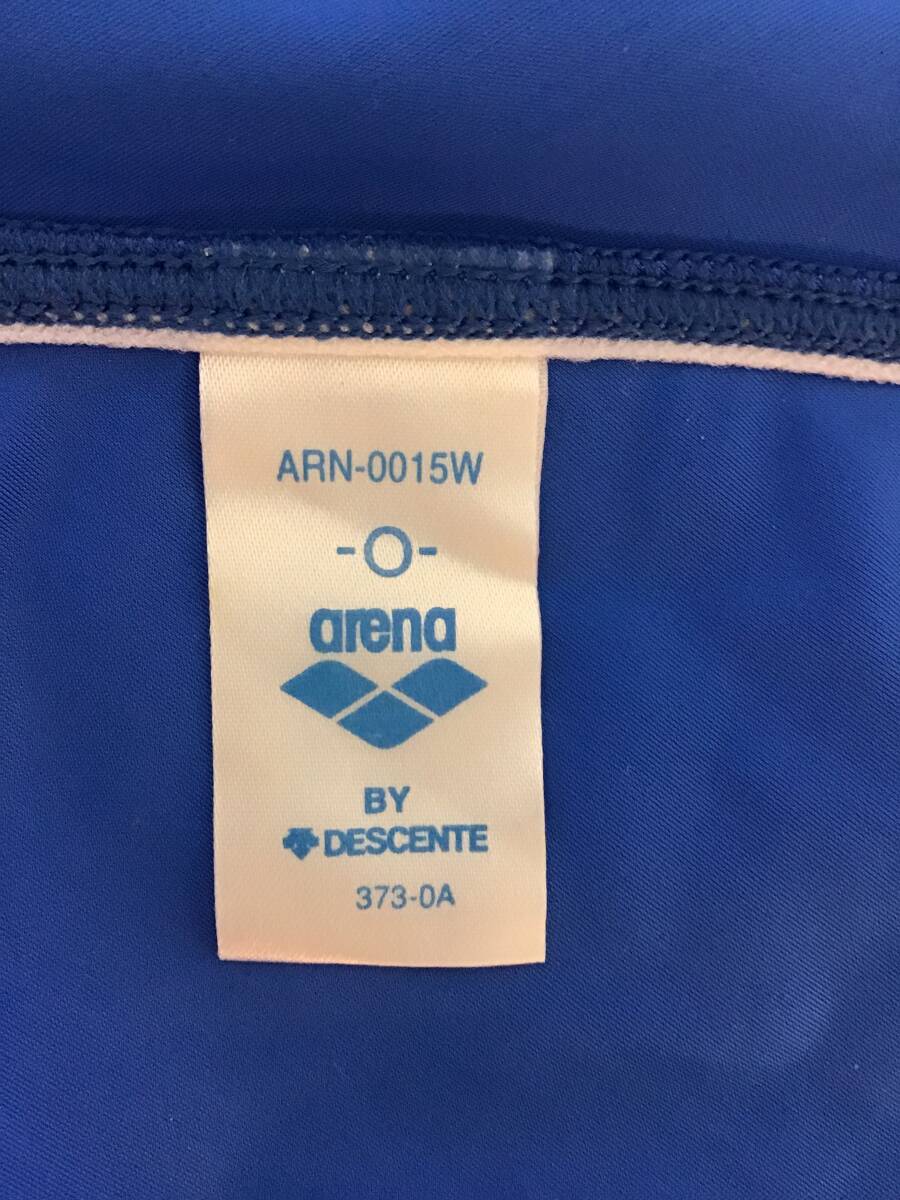 ARN-0015W
-O-
arena
BY
DESCENTE
373-0A